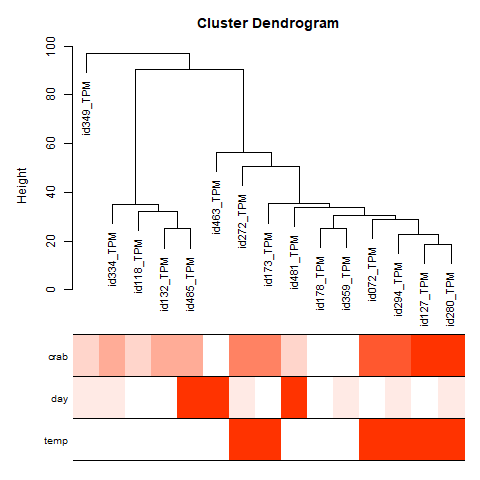 Cluster Dendrogram
Height
100
80
60
40
20
0
id349_TPM
id334_TPM
id118_TPM
id132_TPM
id485_TPM
id463_TPM
id272_TPM
id173_TPM
id481_TPM
id178_TPM
id359_TPM
id072_TPM
id294_TPM
id127_TPM
id280_TPM
crab
day
temp